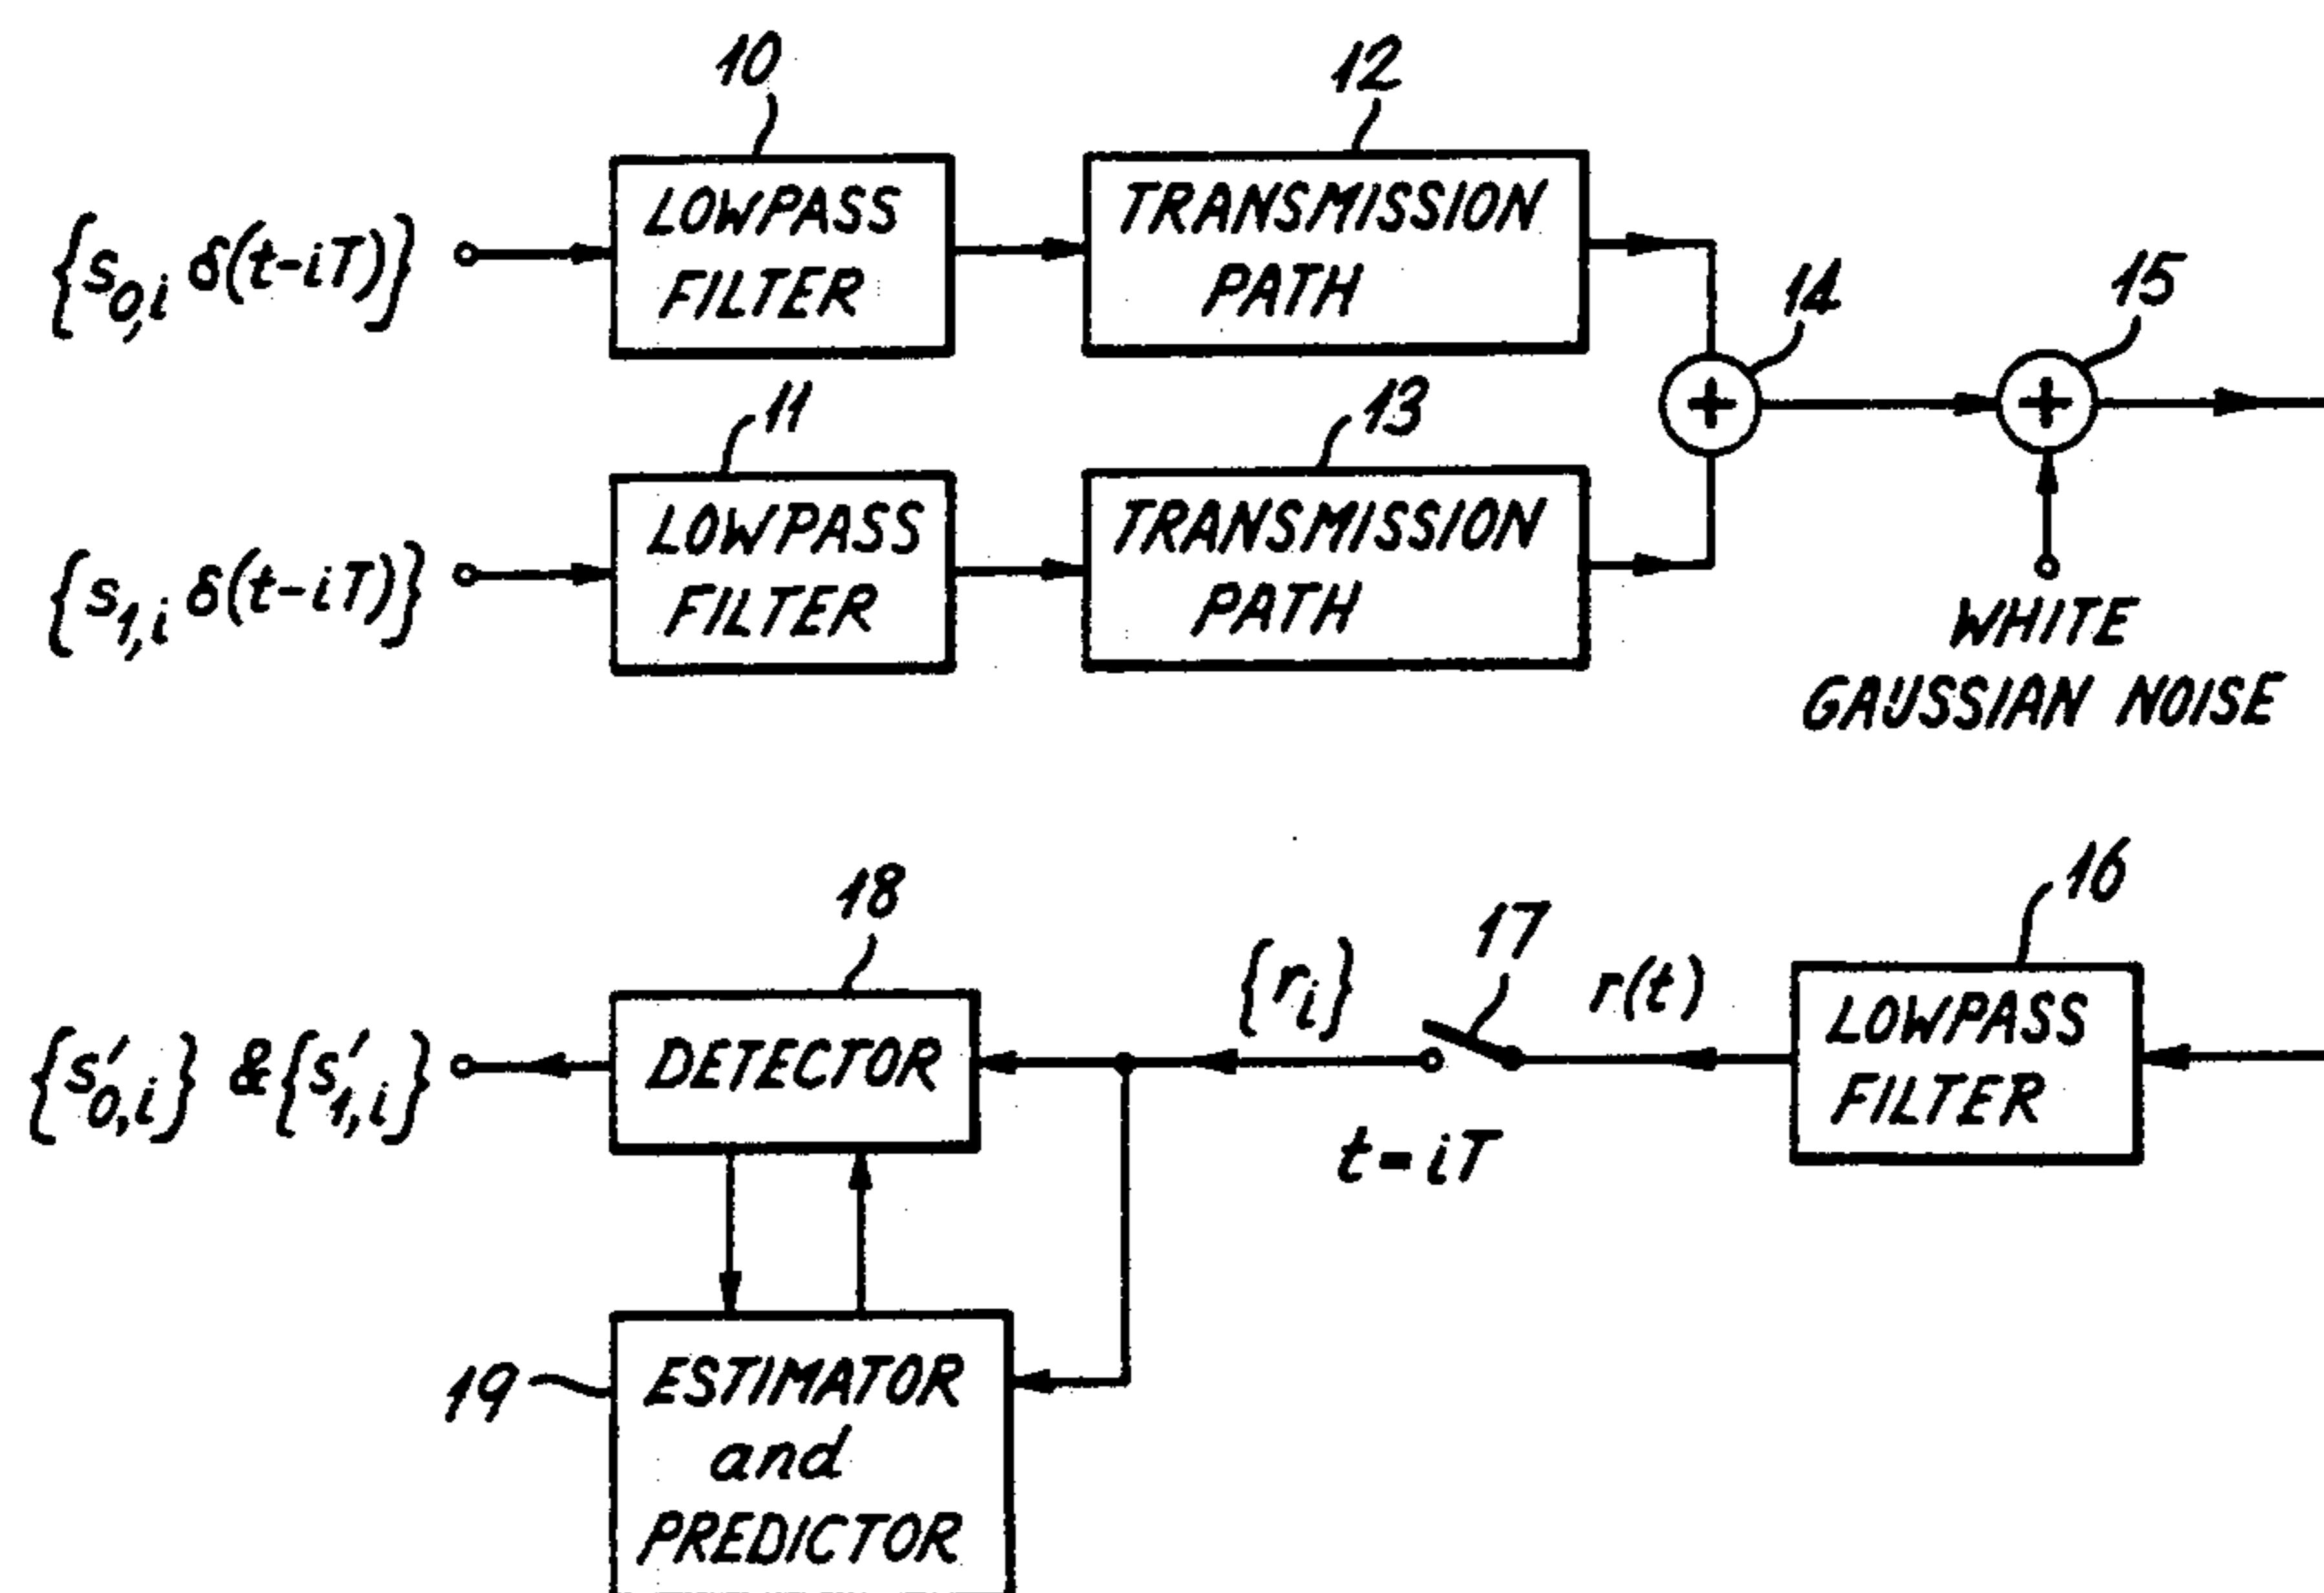 10
12
LOWPASS
FILTER
TRANSMISSION
PATH
{s0,i δ(t-iT)}
14
15
+
+
11
13
LOWPASS
FILTER
TRANSMISSION
PATH
{s1,i δ(t-iT)}
WHITE
GAUSSIAN NOISE
18
17
16
{s'0,i} &{s'1,i}
DETECTOR
{ri}
r(t)
LOWPASS
FILTER
t=iT
19
ESTIMATOR
and
PREDICTOR